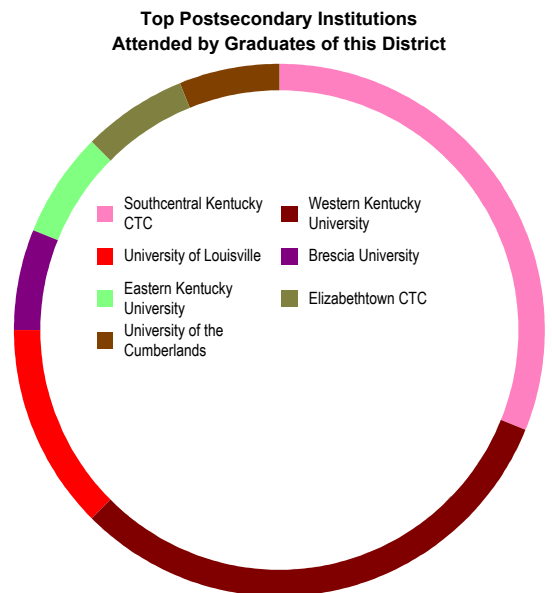 Top Postsecondary Institutions
Attended by Graduates of this District
Southcentral Kentucky
CTC
Western Kentucky
University
University of Louisville
Brescia University
Eastern Kentucky
University
Elizabethtown CTC
University of the
Cumberlands